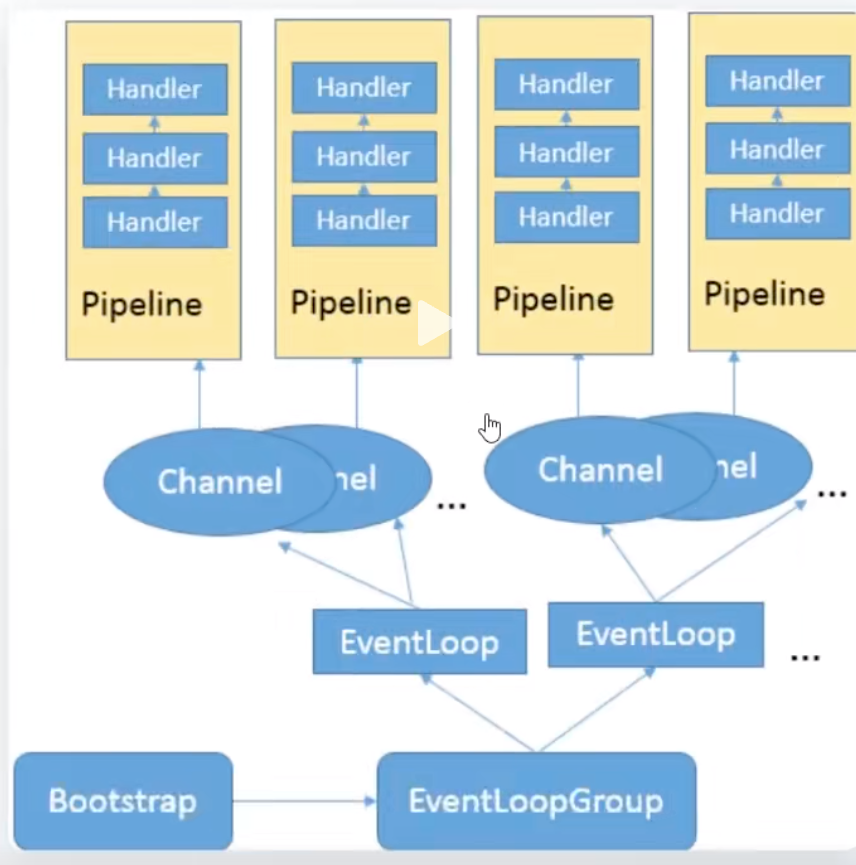 Handler Handler Handler Handler
Handler Handler Handler Handler
Handler Handler Handler Handler
Pipeline Pipeline Pipeline Pipeline
Channel nel ... Channel nel ...
EventLoop EventLoop ...
Bootstrap EventLoopGroup